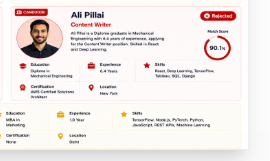 CANDIDATE
Ali Pillai
Rejected
Content Writer
Match Score
90.1%
Ali Pillai is a Diploma graduate in Mechanical
Engineering with 6.4 years of experience, applying
for the Content Writer position. Skilled in React
and Deep Learning.
Education
Diploma in
Mechanical Engineering
Experience
6.4 Years
Skills
React, Deep Learning, TensorFlow,
Tableau, SQL, Django
Certification
AWS Certified Solutions
Architect
Location
New York
Education
MBA in
Marketing
Experience
1.9 Year
Skills
TensorFlow, Node.js, PyTorch, Python,
JavaScript, REST APIs, Machine Learning
Certification
None
Location
Delhi